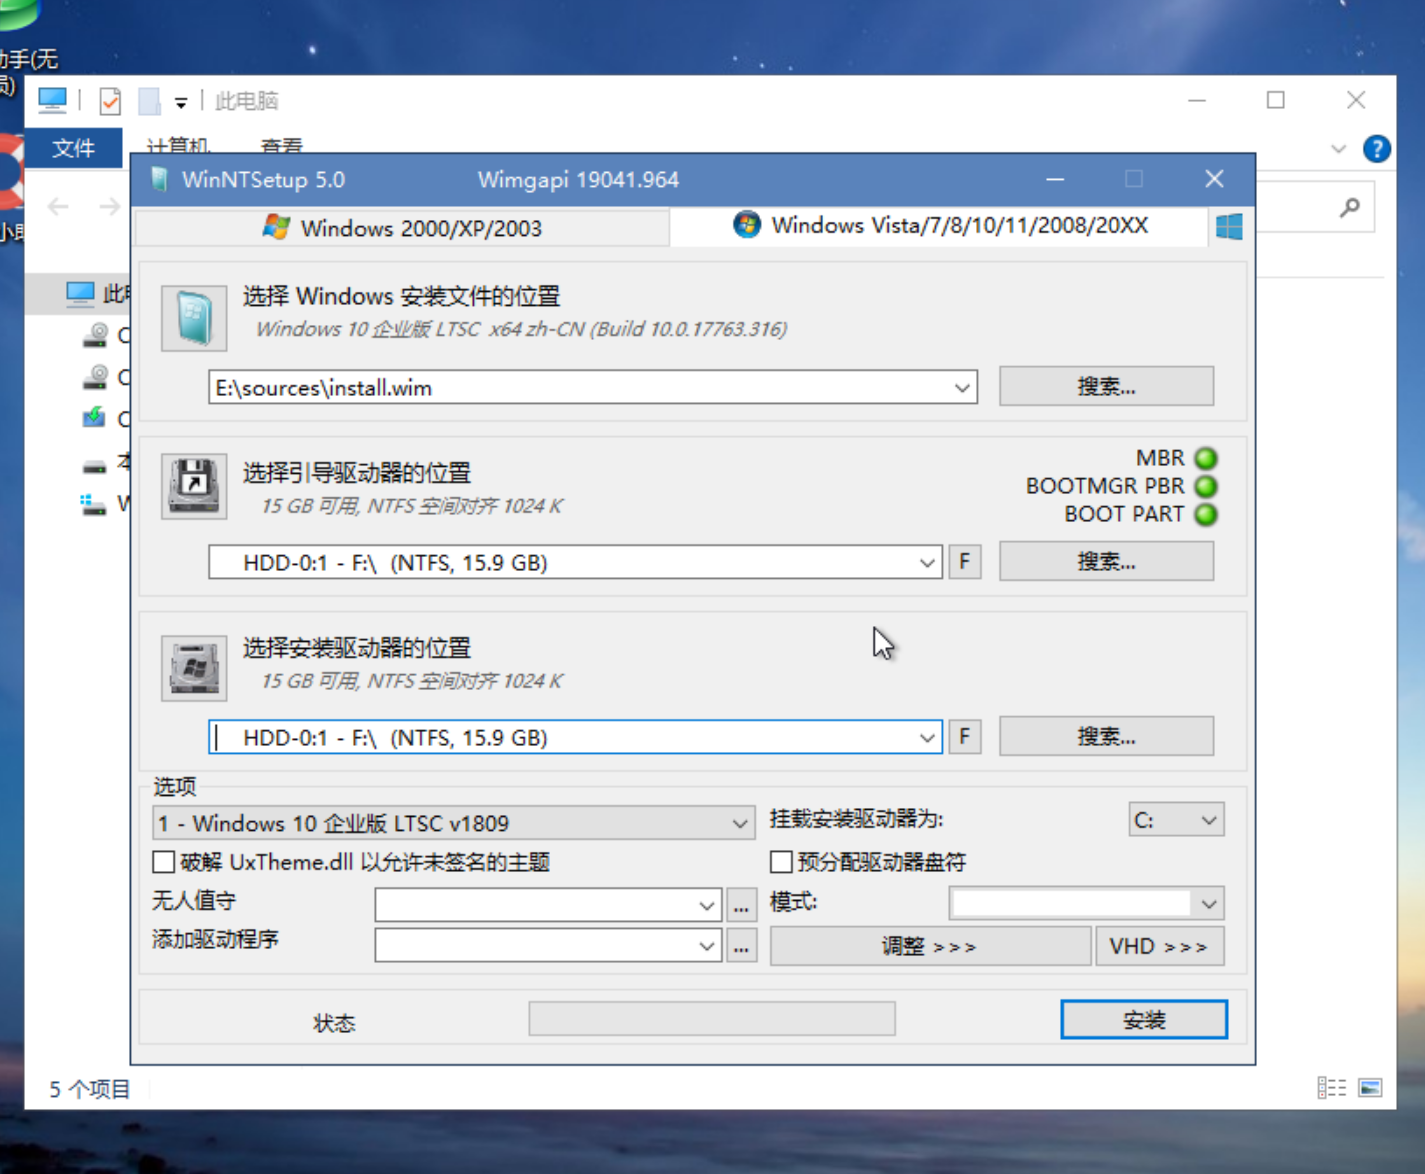 手(无
此电脑
文件
计算机
查看
WinNTSetup 5.0
Wimgapi 19041.964
Windows 2000/XP/2003
Windows Vista/7/8/10/11/2008/20XX
选择 Windows 安装文件的位置
Windows 10 企业版 LTSC x64 zh-CN (Build 10.0.17763.316)
E:\sources\install.wim
搜索...
选择引导驱动器的位置
15 GB 可用, NTFS 空间对齐 1024 K
MBR
BOOTMGR PBR
BOOT PART
HDD-0:1 - F:\ (NTFS, 15.9 GB)
F
搜索...
选择安装驱动器的位置
15 GB 可用, NTFS 空间对齐 1024 K
HDD-0:1 - F:\ (NTFS, 15.9 GB)
F
搜索...
选项
1 - Windows 10 企业版 LTSC v1809
挂载安装驱动器为:
C:
破解 UxTheme.dll 以允许未签名的主题
预分配驱动器盘符
无人值守
...
模式:
添加驱动程序
...
调整 >>>
VHD >>>
状态
安装
5 个项目